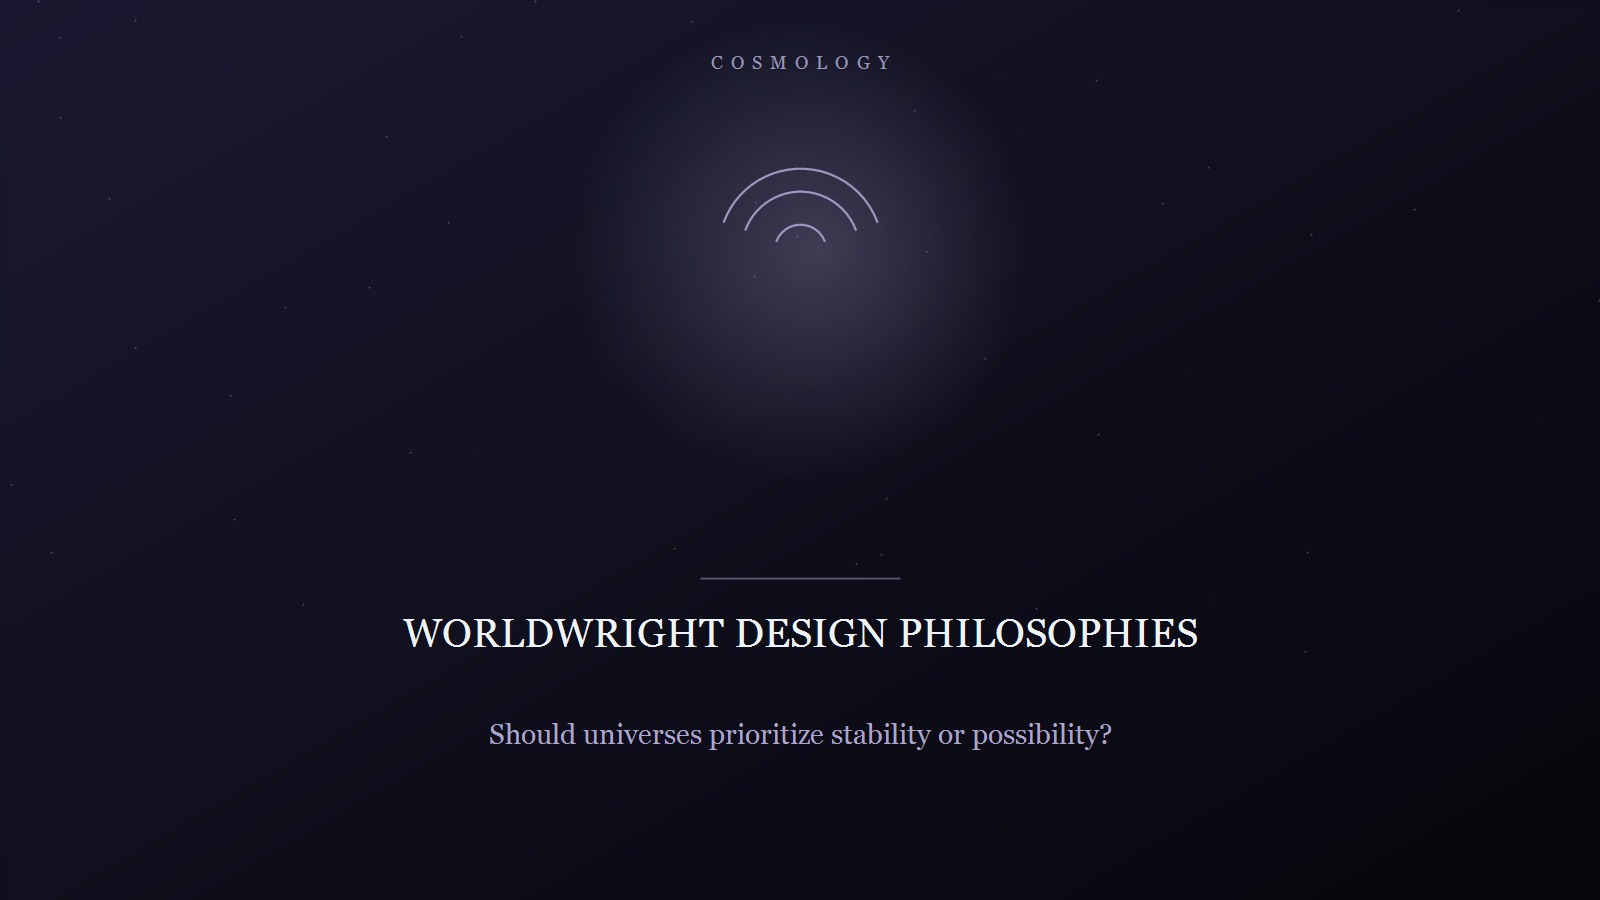 COSMOLOGY
WORLDWRIGHT DESIGN PHILOSOPHIES
Should universes prioritize stability or possibility?